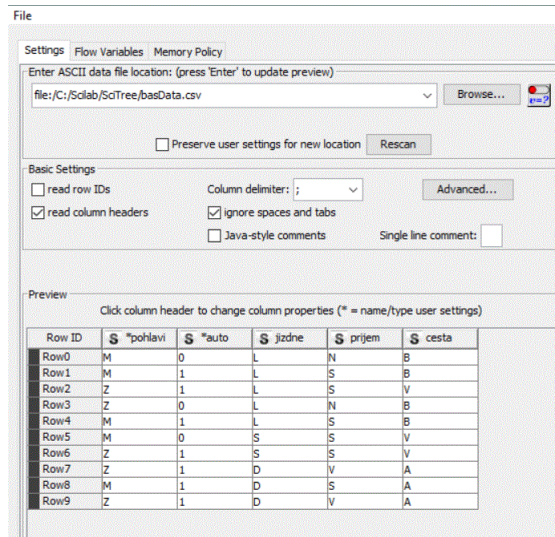 File
Settings Flow Variables Memory Policy
Enter ASCII data file location: (press 'Enter' to update preview)
file:/C:/Scilab/SciTree/basData.csv Browse... v=?
Preserve user settings for new location Rescan
Basic Settings
read row IDs Column delimiter: ; Advanced...
read column headers ignore spaces and tabs
Java-style comments Single line comment:
Preview
Click column header to change column properties (* = name/type user settings)
Row ID S *pohlavi S *auto S jizdne S prijem S cesta
Row0 M 0 L N B
Row1 M 1 L S B
Row2 Z 1 L S V
Row3 Z 0 L N B
Row4 M 1 L S B
Row5 M 0 S S V
Row6 Z 1 S S V
Row7 Z 1 D V A
Row8 M 1 D S A
Row9 Z 1 D V A